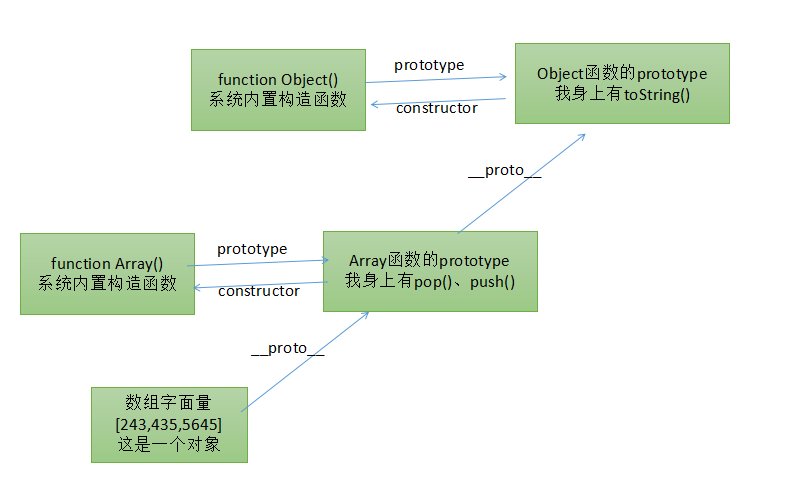 function Object()
系统内置构造函数
prototype
constructor
Object函数的prototype
我身上有toString()
__proto__
function Array()
系统内置构造函数
prototype
constructor
Array函数的prototype
我身上有pop()、push()
__proto__
数组字面量
[243,435,5645]
这是一个对象